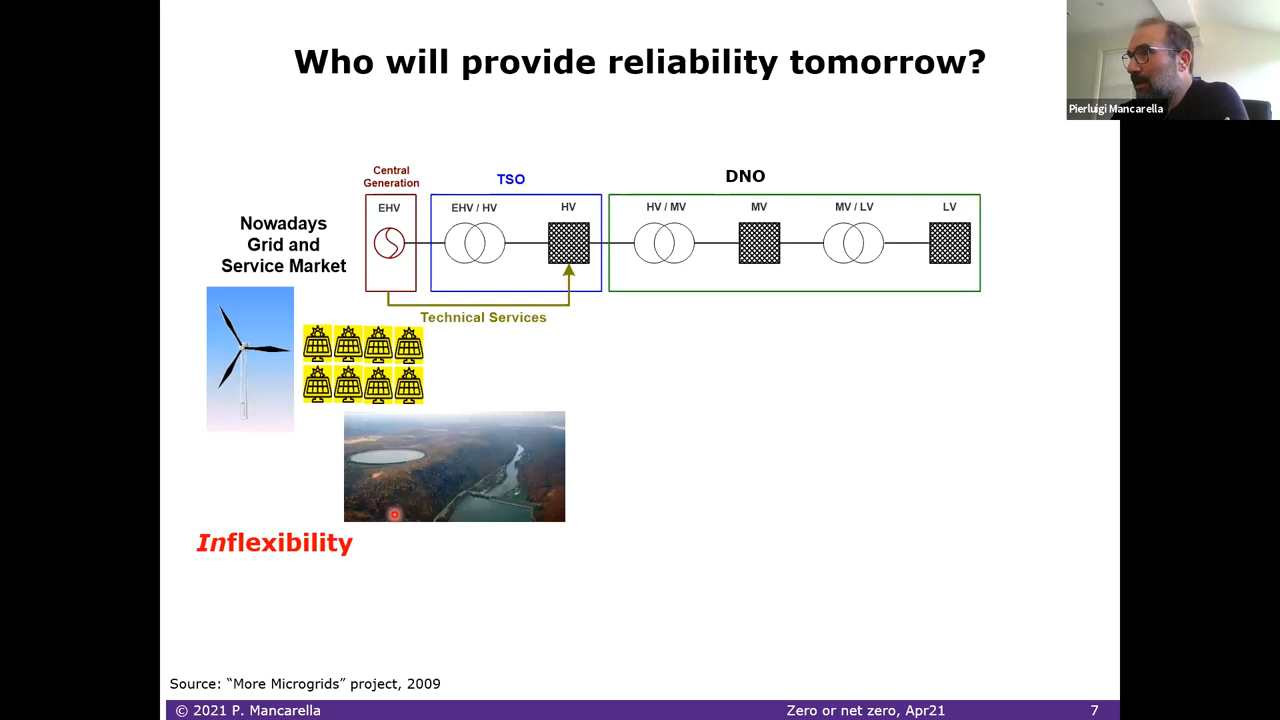 Who will provide reliability tomorrow?
Pierluigi Mancarella
Central
Generation
TSO
DNO
EHV
EHV / HV
HV
HV / MV
MV
MV / LV
LV
Nowadays
Grid and
Service Market
Technical Services
Inflexibility
Source: “More Microgrids” project, 2009
© 2021 P. Mancarella
Zero or net zero, Apr21
7